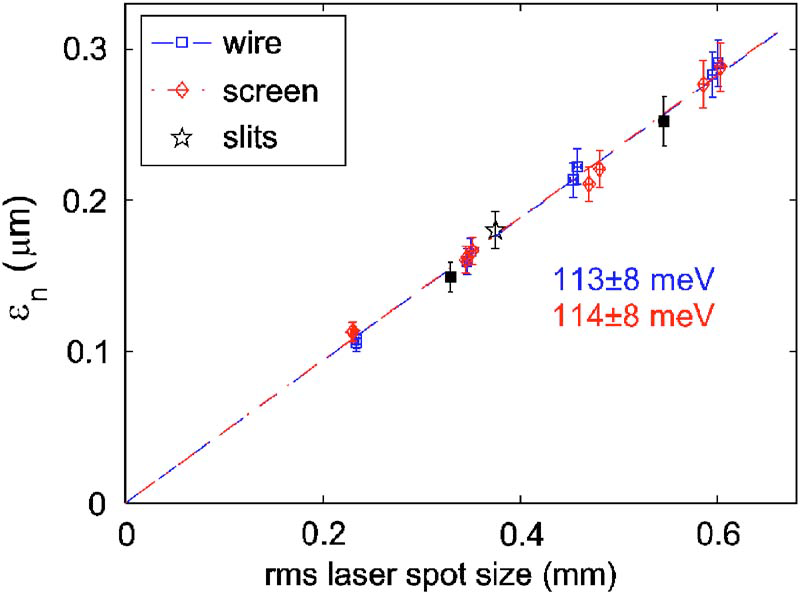 0.3
wire
screen
slits
0.2
εn (μm)
113±8 meV
114±8 meV
0.1
0
0 0.2 0.4 0.6
rms laser spot size (mm)